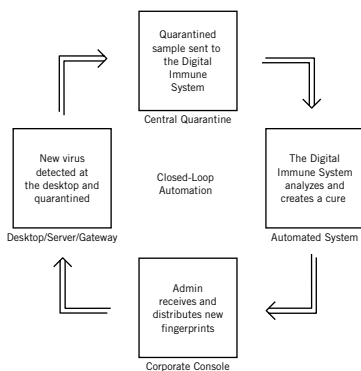 Quarantined
sample sent to
the Digital
Immune
System
Central Quarantine
New virus
detected at
the desktop and
quarantined
Desktop/Server/Gateway
Closed-Loop
Automation
The Digital
Immune System
analyzes and
creates a cure
Automated System
Admin
receives and
distributes new
fingerprints
Corporate Console